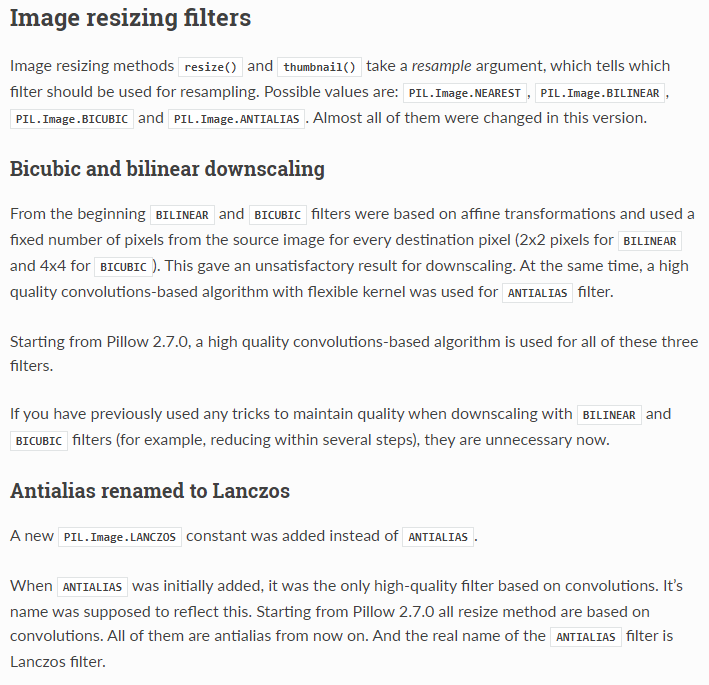 Image resizing filters
Image resizing methods resize() and thumbnail() take a resample argument, which tells which
filter should be used for resampling. Possible values are: PIL.Image.NEAREST, PIL.Image.BILINEAR,
PIL.Image.BICUBIC and PIL.Image.ANTIALIAS. Almost all of them were changed in this version.
Bicubic and bilinear downscaling
From the beginning BILINEAR and BICUBIC filters were based on affine transformations and used a
fixed number of pixels from the source image for every destination pixel (2x2 pixels for BILINEAR
and 4x4 for BICUBIC). This gave an unsatisfactory result for downscaling. At the same time, a high
quality convolutions-based algorithm with flexible kernel was used for ANTIALIAS filter.
Starting from Pillow 2.7.0, a high quality convolutions-based algorithm is used for all of these three
filters.
If you have previously used any tricks to maintain quality when downscaling with BILINEAR and
BICUBIC filters (for example, reducing within several steps), they are unnecessary now.
Antialias renamed to Lanczos
A new PIL.Image.LANCZOS constant was added instead of ANTIALIAS.
When ANTIALIAS was initially added, it was the only high-quality filter based on convolutions. It's
name was supposed to reflect this. Starting from Pillow 2.7.0 all resize method are based on
convolutions. All of them are antialias from now on. And the real name of the ANTIALIAS filter is
Lanczos filter.